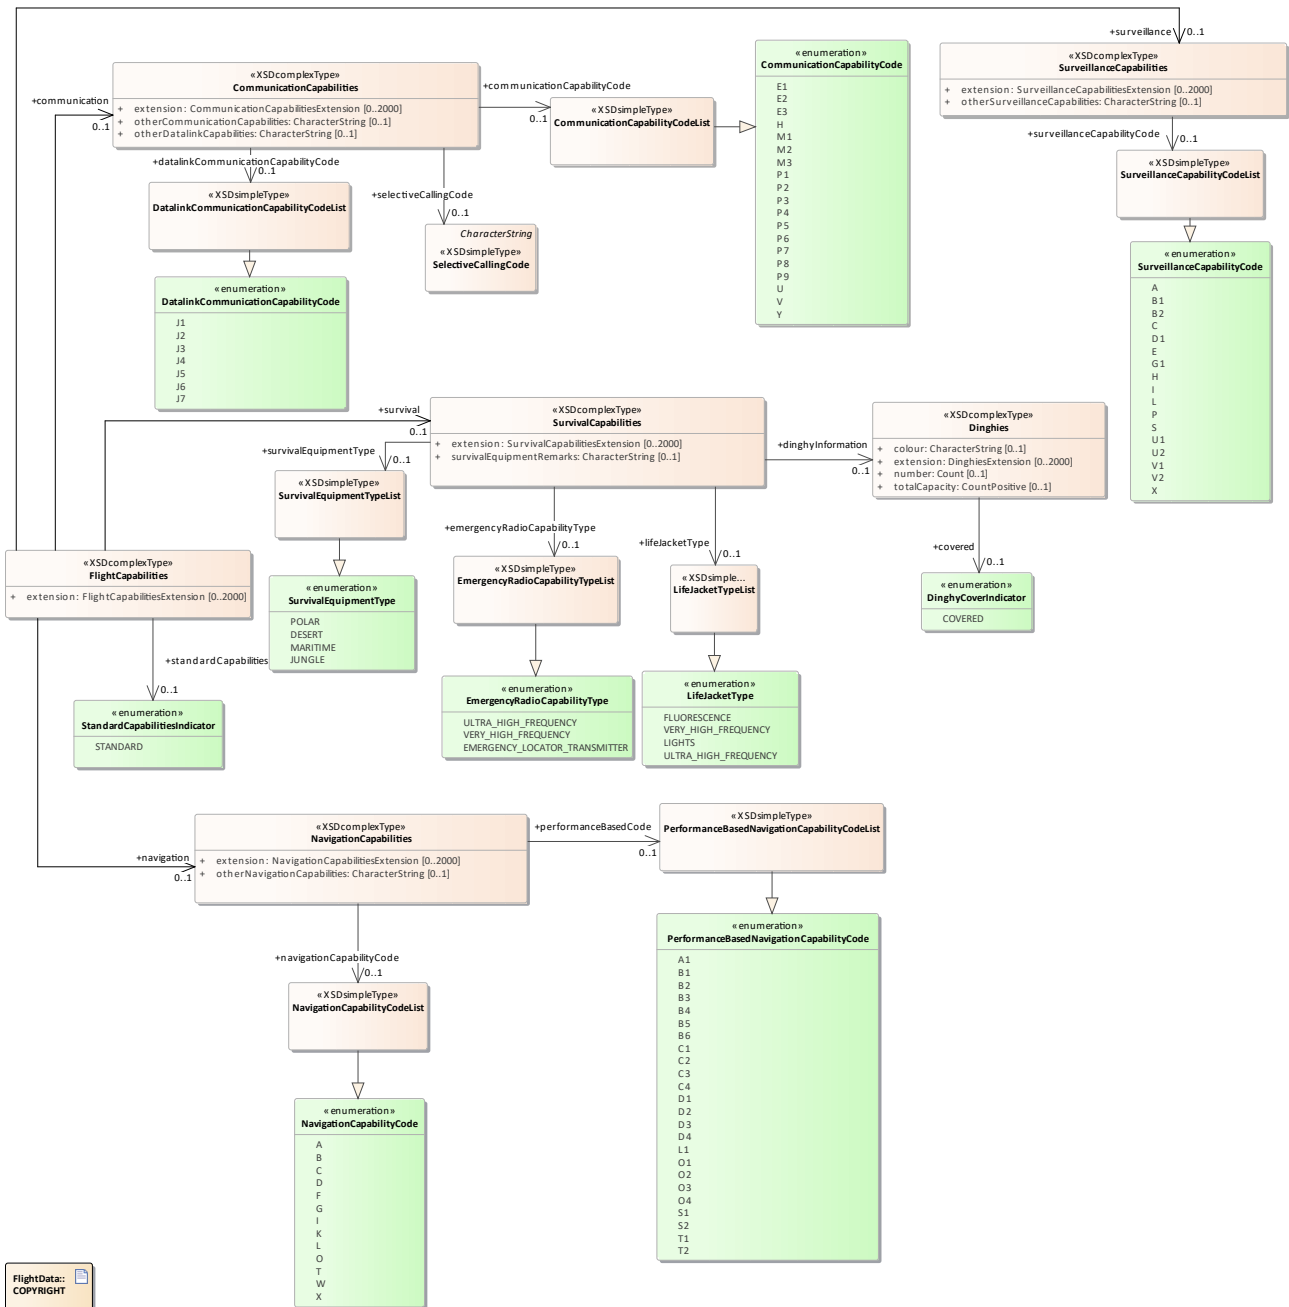 +surveillance
0..1
«XSDcomplexType»
SurveillanceCapabilities
+ extension: SurveillanceCapabilitiesExtension [0..2000]
+ otherSurveillanceCapabilities: CharacterString [0..1]
+surveillanceCapabilityCode
0..1
«XSDsimpleType»
SurveillanceCapabilityCodeList
«enumeration»
SurveillanceCapabilityCode
A
B1
B2
C
D1
E
G1
H
I
L
P
S
U1
U2
V1
V2
X
+communication
0..1
«XSDcomplexType»
CommunicationCapabilities
+ extension: CommunicationCapabilitiesExtension [0..2000]
+ otherCommunicationCapabilities: CharacterString [0..1]
+ otherDatalinkCapabilities: CharacterString [0..1]
+communicationCapabilityCode
0..1
«XSDsimpleType»
CommunicationCapabilityCodeList
«enumeration»
CommunicationCapabilityCode
E1
E2
E3
H
M1
M2
M3
P1
P2
P3
P4
P5
P6
P7
P8
P9
U
V
Y
+datalinkCommunicationCapabilityCode
0..1
«XSDsimpleType»
DatalinkCommunicationCapabilityCodeList
«enumeration»
DatalinkCommunicationCapabilityCode
J1
J2
J3
J4
J5
J6
J7
+selectiveCallingCode
0..1
CharacterString
«XSDsimpleType»
SelectiveCallingCode
+survival
0..1
«XSDcomplexType»
SurvivalCapabilities
+ extension: SurvivalCapabilitiesExtension [0..2000]
+ survivalEquipmentRemarks: CharacterString [0..1]
+dinghyInformation
0..1
«XSDcomplexType»
Dinghies
+ colour: CharacterString [0..1]
+ extension: DinghiesExtension [0..2000]
+ number: Count [0..1]
+ totalCapacity: CountPositive [0..1]
+covered
0..1
«enumeration»
DinghyCoverIndicator
COVERED
+survivalEquipmentType
0..1
«XSDsimpleType»
SurvivalEquipmentTypeList
«enumeration»
SurvivalEquipmentType
POLAR
DESERT
MARITIME
JUNGLE
+emergencyRadioCapabilityType
0..1
«XSDsimpleType»
EmergencyRadioCapabilityTypeList
«enumeration»
EmergencyRadioCapabilityType
ULTRA_HIGH_FREQUENCY
VERY_HIGH_FREQUENCY
EMERGENCY_LOCATOR_TRANSMITTER
+lifeJacketType
0..1
«XSDsimple...
LifeJacketTypeList
«enumeration»
LifeJacketType
FLUORESCENCE
VERY_HIGH_FREQUENCY
LIGHTS
ULTRA_HIGH_FREQUENCY
«XSDcomplexType»
FlightCapabilities
+ extension: FlightCapabilitiesExtension [0..2000]
+standardCapabilities
0..1
«enumeration»
StandardCapabilitiesIndicator
STANDARD
+navigation
0..1
«XSDcomplexType»
NavigationCapabilities
+ extension: NavigationCapabilitiesExtension [0..2000]
+ otherNavigationCapabilities: CharacterString [0..1]
+performanceBasedCode
0..1
«XSDsimpleType»
PerformanceBasedNavigationCapabilityCodeList
«enumeration»
PerformanceBasedNavigationCapabilityCode
A1
B1
B2
B3
B4
B5
B6
C1
C2
C3
C4
D1
D2
D3
D4
L1
O1
O2
O3
O4
S1
S2
T1
T2
+navigationCapabilityCode
0..1
«XSDsimpleType»
NavigationCapabilityCodeList
«enumeration»
NavigationCapabilityCode
A
B
C
D
F
G
I
K
L
O
T
W
X
FlightData::
COPYRIGHT